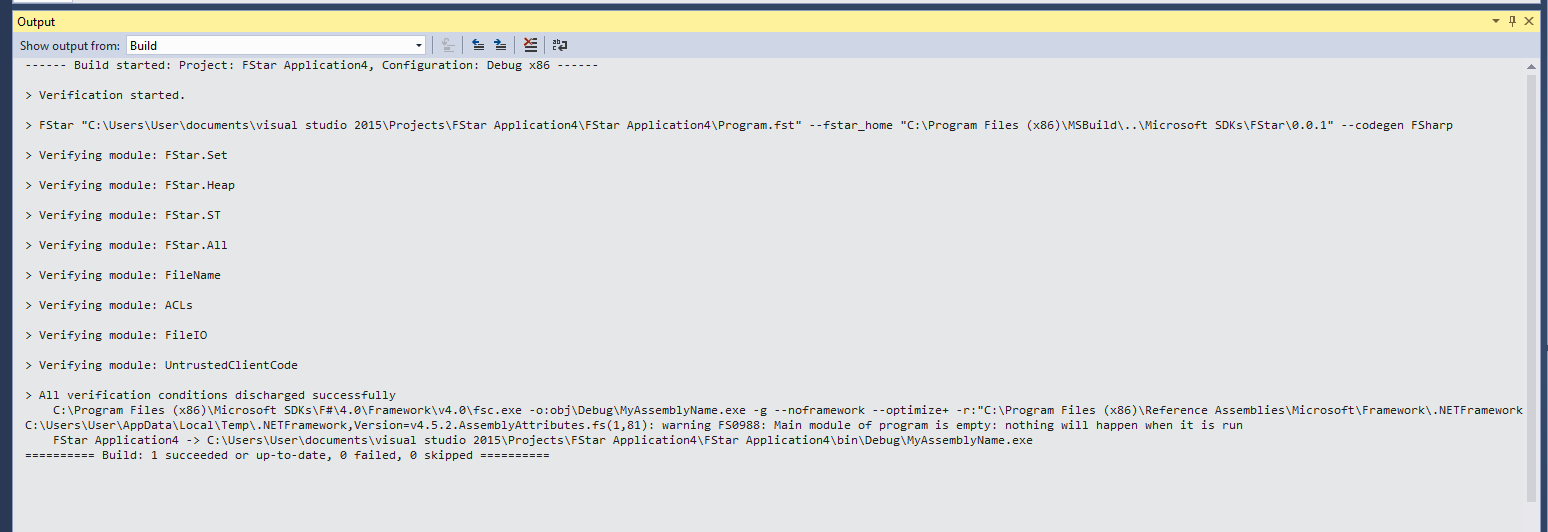 Output
Show output from: Build
------ Build started: Project: FStar Application4, Configuration: Debug x86 ------
> Verification started.
> FStar "C:\Users\User\documents\visual studio 2015\Projects\FStar Application4\FStar Application4\Program.fst" --fstar_home "C:\Program Files (x86)\MSBuild\..\Microsoft SDKs\FStar\0.0.1" --codegen FSharp
> Verifying module: FStar.Set
> Verifying module: FStar.Heap
> Verifying module: FStar.ST
> Verifying module: FStar.All
> Verifying module: FileName
> Verifying module: ACLs
> Verifying module: FileIO
> Verifying module: UntrustedClientCode
> All verification conditions discharged successfully
C:\Program Files (x86)\Microsoft SDKs\F#\4.0\Framework\v4.0\fsc.exe -o:obj\Debug\MyAssemblyName.exe -g --noframework --optimize+ -r:"C:\Program Files (x86)\Reference Assemblies\Microsoft\Framework\.NETFramework
C:\Users\User\AppData\Local\Temp\.NETFramework,Version=v4.5.2.AssemblyAttributes.fs(1,81): warning FS0988: Main module of program is empty: nothing will happen when it is run
FStar Application4 -> C:\Users\User\documents\visual studio 2015\Projects\FStar Application4\FStar Application4\bin\Debug\MyAssemblyName.exe
========== Build: 1 succeeded or up-to-date, 0 failed, 0 skipped ==========